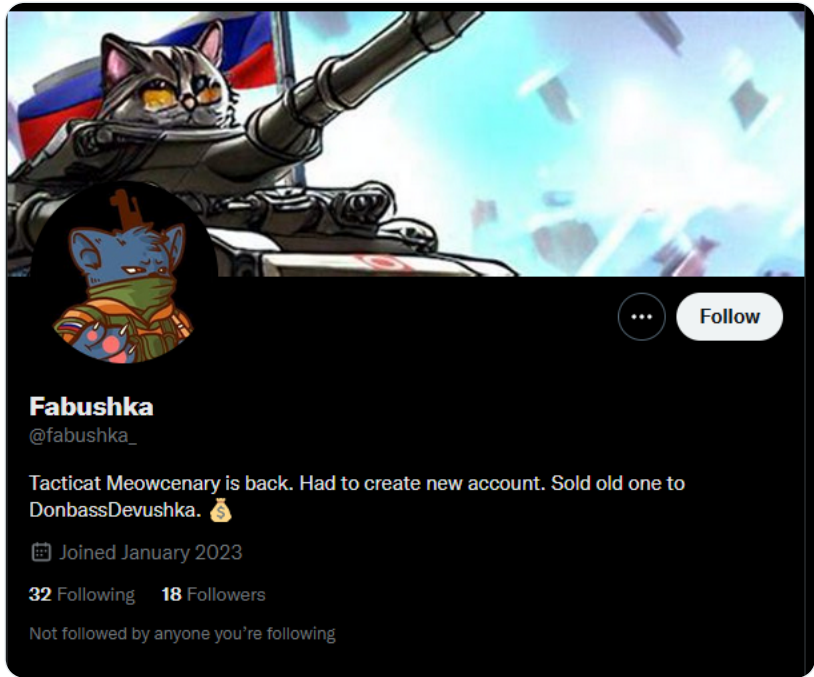 Follow
Fabushka
@fabushka_
Tacticat Meowcenary is back. Had to create new account. Sold old one to
DonbassDevushka. 💰
Joined January 2023
32 Following 18 Followers
Not followed by anyone you're following